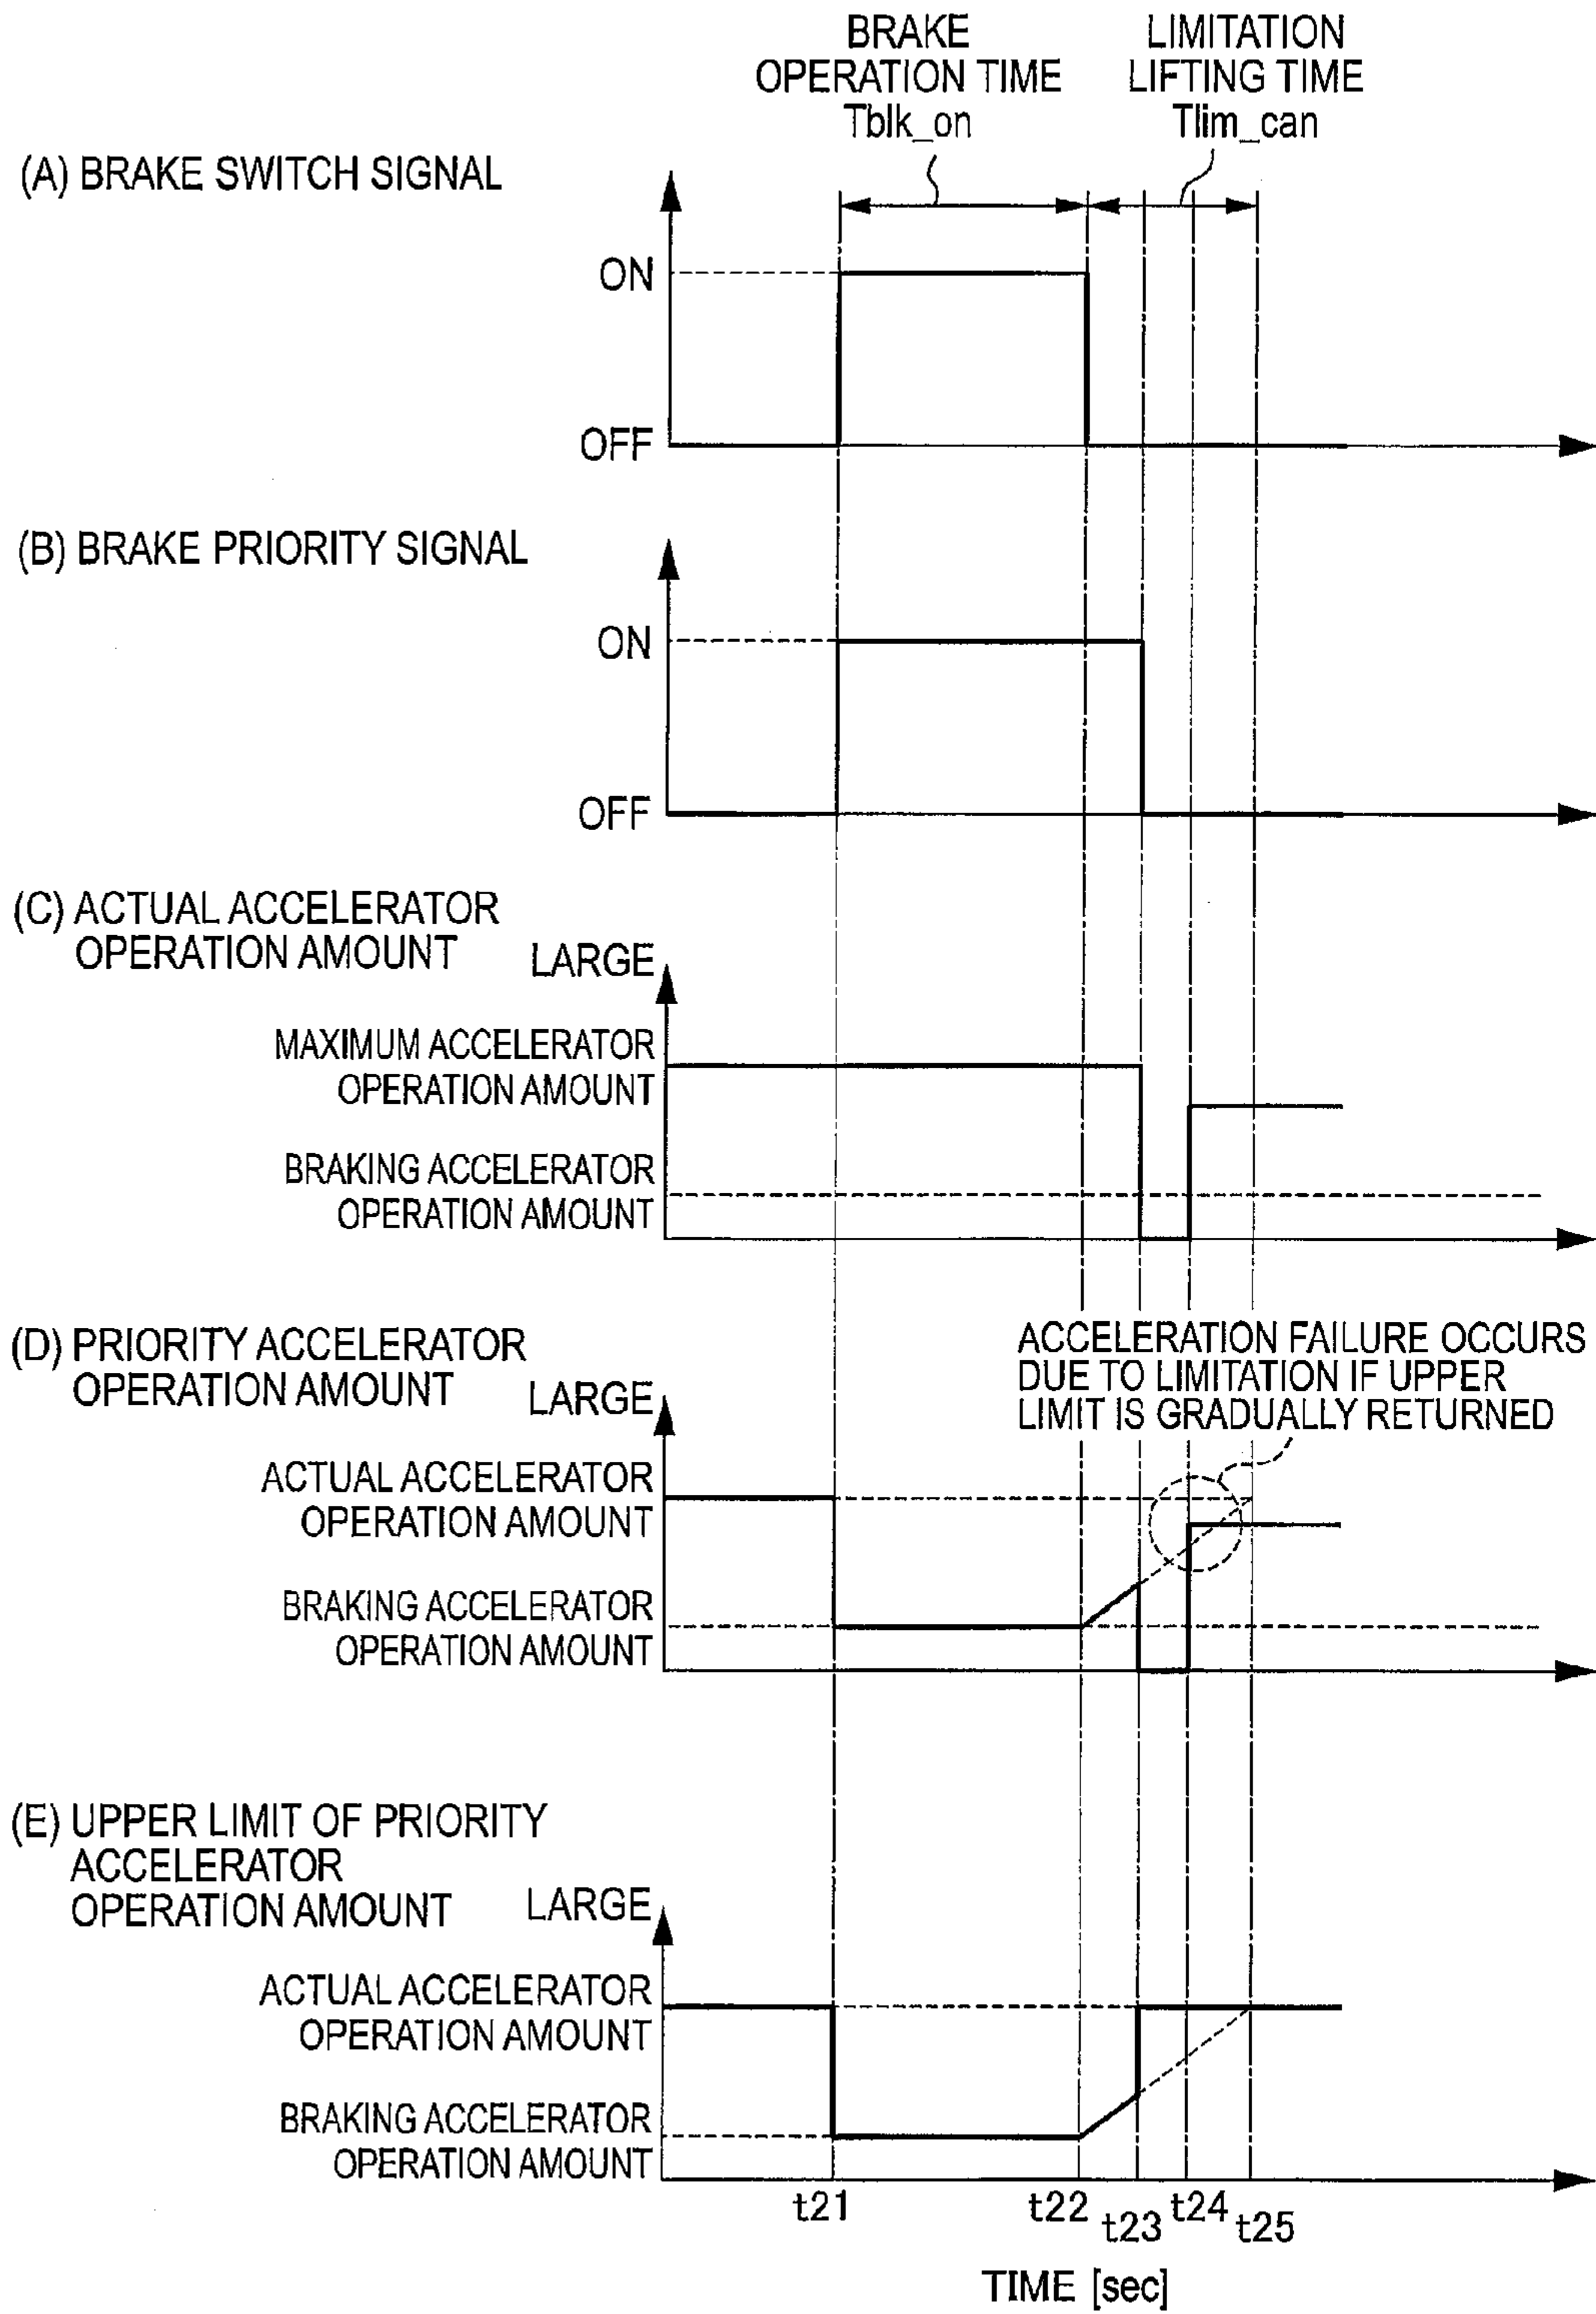 BRAKE
OPERATION TIME
Tblk_on
LIMITATION
LIFTING TIME
Tlim_can
(A) BRAKE SWITCH SIGNAL
ON
OFF
(B) BRAKE PRIORITY SIGNAL
ON
OFF
(C) ACTUAL ACCELERATOR
OPERATION AMOUNT
LARGE
MAXIMUM ACCELERATOR
OPERATION AMOUNT
BRAKING ACCELERATOR
OPERATION AMOUNT
(D) PRIORITY ACCELERATOR
OPERATION AMOUNT
LARGE
ACCELERATION FAILURE OCCURS
DUE TO LIMITATION IF UPPER
LIMIT IS GRADUALLY RETURNED
ACTUAL ACCELERATOR
OPERATION AMOUNT
BRAKING ACCELERATOR
OPERATION AMOUNT
(E) UPPER LIMIT OF PRIORITY
ACCELERATOR
OPERATION AMOUNT
LARGE
ACTUAL ACCELERATOR
OPERATION AMOUNT
BRAKING ACCELERATOR
OPERATION AMOUNT
t21
t22
t23
t24
t25
TIME [sec]